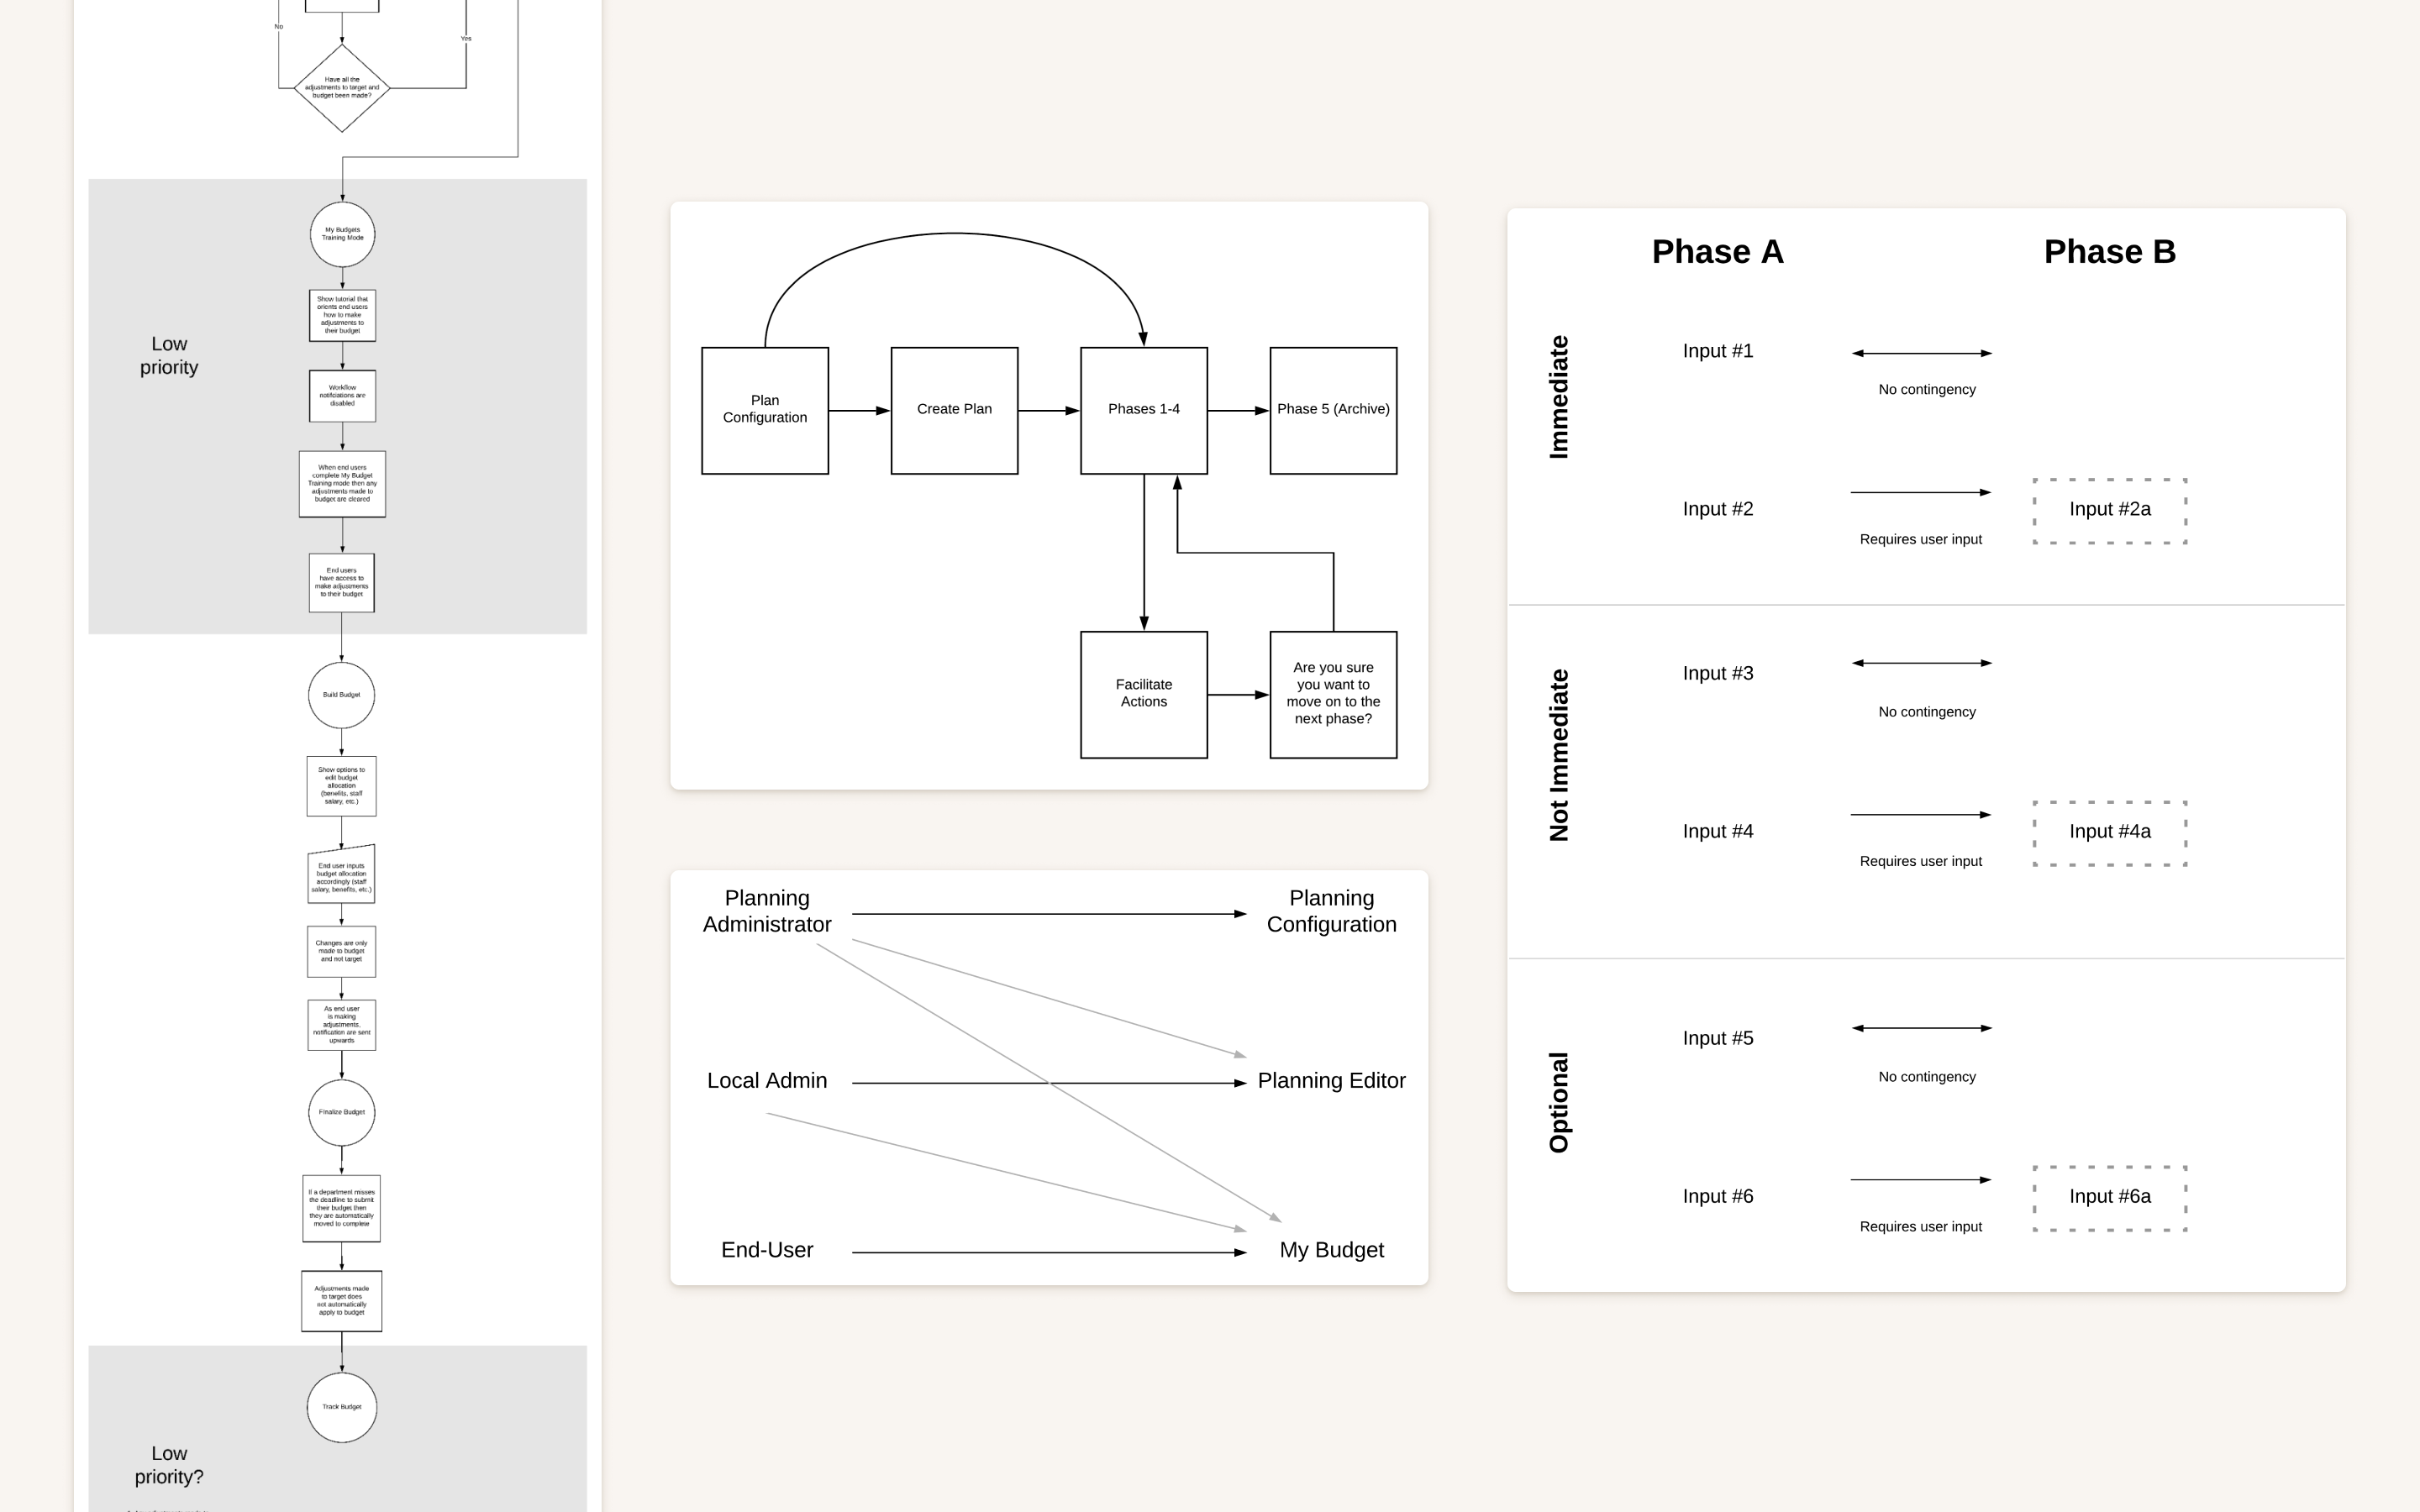 No
Yes
Have all the
adjustments to target and
budget been made?
My Budgets
Training Mode
Show tutorial that
orients end users
how to make
adjustments to
their budget
Low
priority
Workflow
notifciations are
disabled
When end users
complete My Budget
Training mode then any
adjustments made to
budget are cleared
End users
have access to
make adjustments
to their budget
Build Budget
Show options to
edit budget
allocation
(benefits, staff
salary, etc.)
End user inputs
budget allocation
accordingly (staff
salary, benefits, etc.)
Changes are only
made to budget
and not target
As end user
is making
adjustments,
notification are sent
upwards
Finalize Budget
If a department misses
the deadline to submit
their budget then
they are automatically
moved to complete
Adjustments made
to target does
not automatically
apply to budget
Track Budget
Low
priority?
Plan
Configuration
Create Plan
Phases 1-4
Phase 5 (Archive)
Facilitate
Actions
Are you sure
you want to
move on to the
next phase?
Planning
Administrator
Planning
Configuration
Local Admin
Planning Editor
End-User
My Budget
Phase A
Phase B
Immediate
Input #1
No contingency
Input #2
Requires user input
Input #2a
Not Immediate
Input #3
No contingency
Input #4
Requires user input
Input #4a
Optional
Input #5
No contingency
Input #6
Requires user input
Input #6a